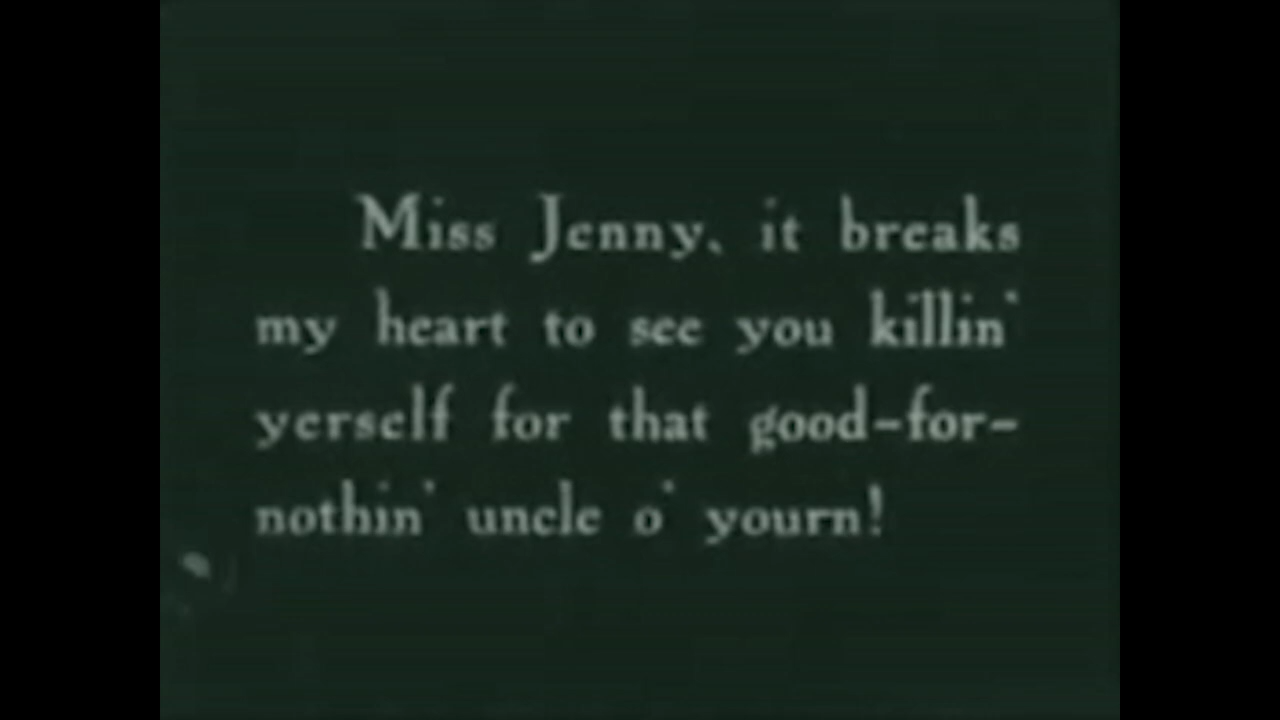 Miss Jenny, it breaks
my heart to see you killin'
yerself for that good-for-
nothin' uncle o' yourn!